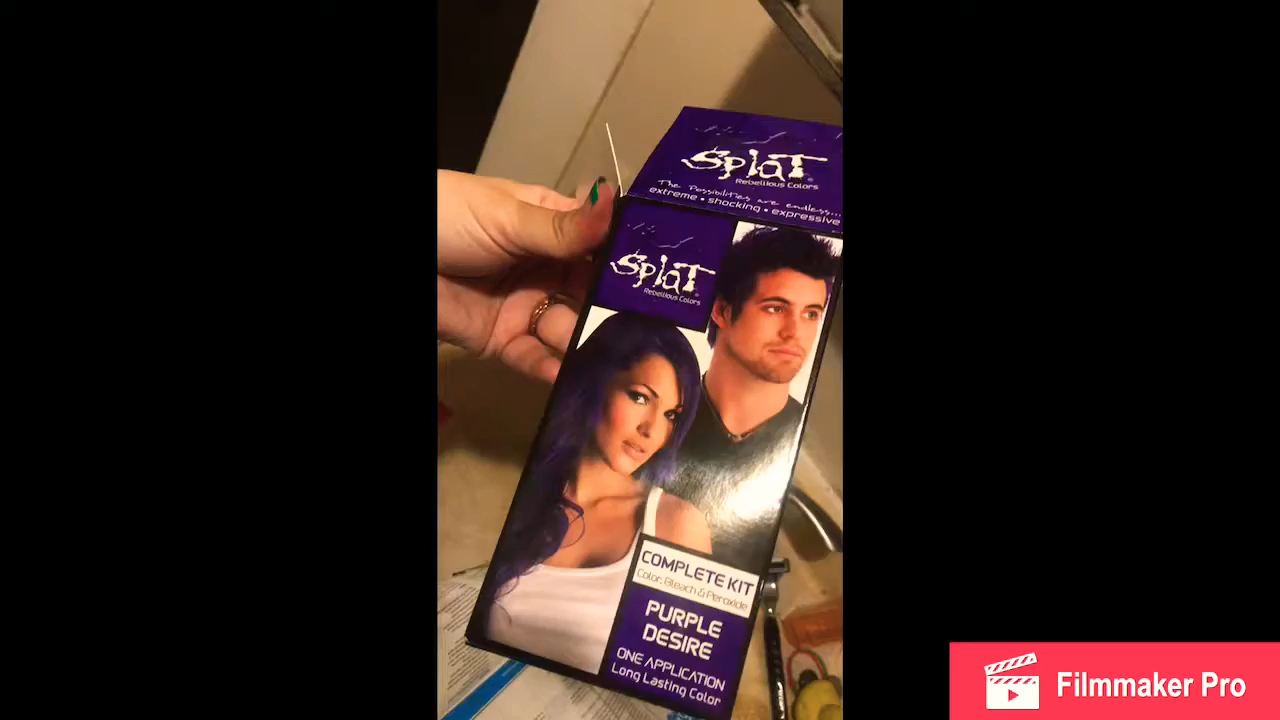 Splat
Rebellious Colors
The Possibilities are endless...
extreme • shocking • expressive
Splat
Rebellious Colors
COMPLETE KIT
Color, Bleach & Peroxide
PURPLE
DESIRE
ONE APPLICATION
Long Lasting Color
Filmmaker Pro